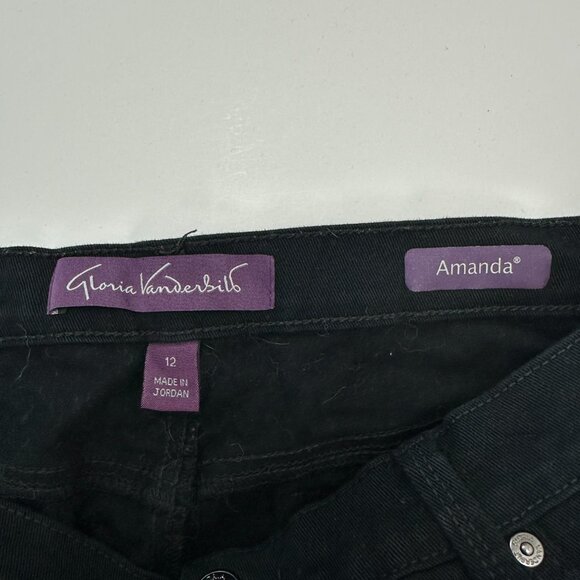 Gloria Vanderbilt
Amanda®
12
MADE IN
JORDAN